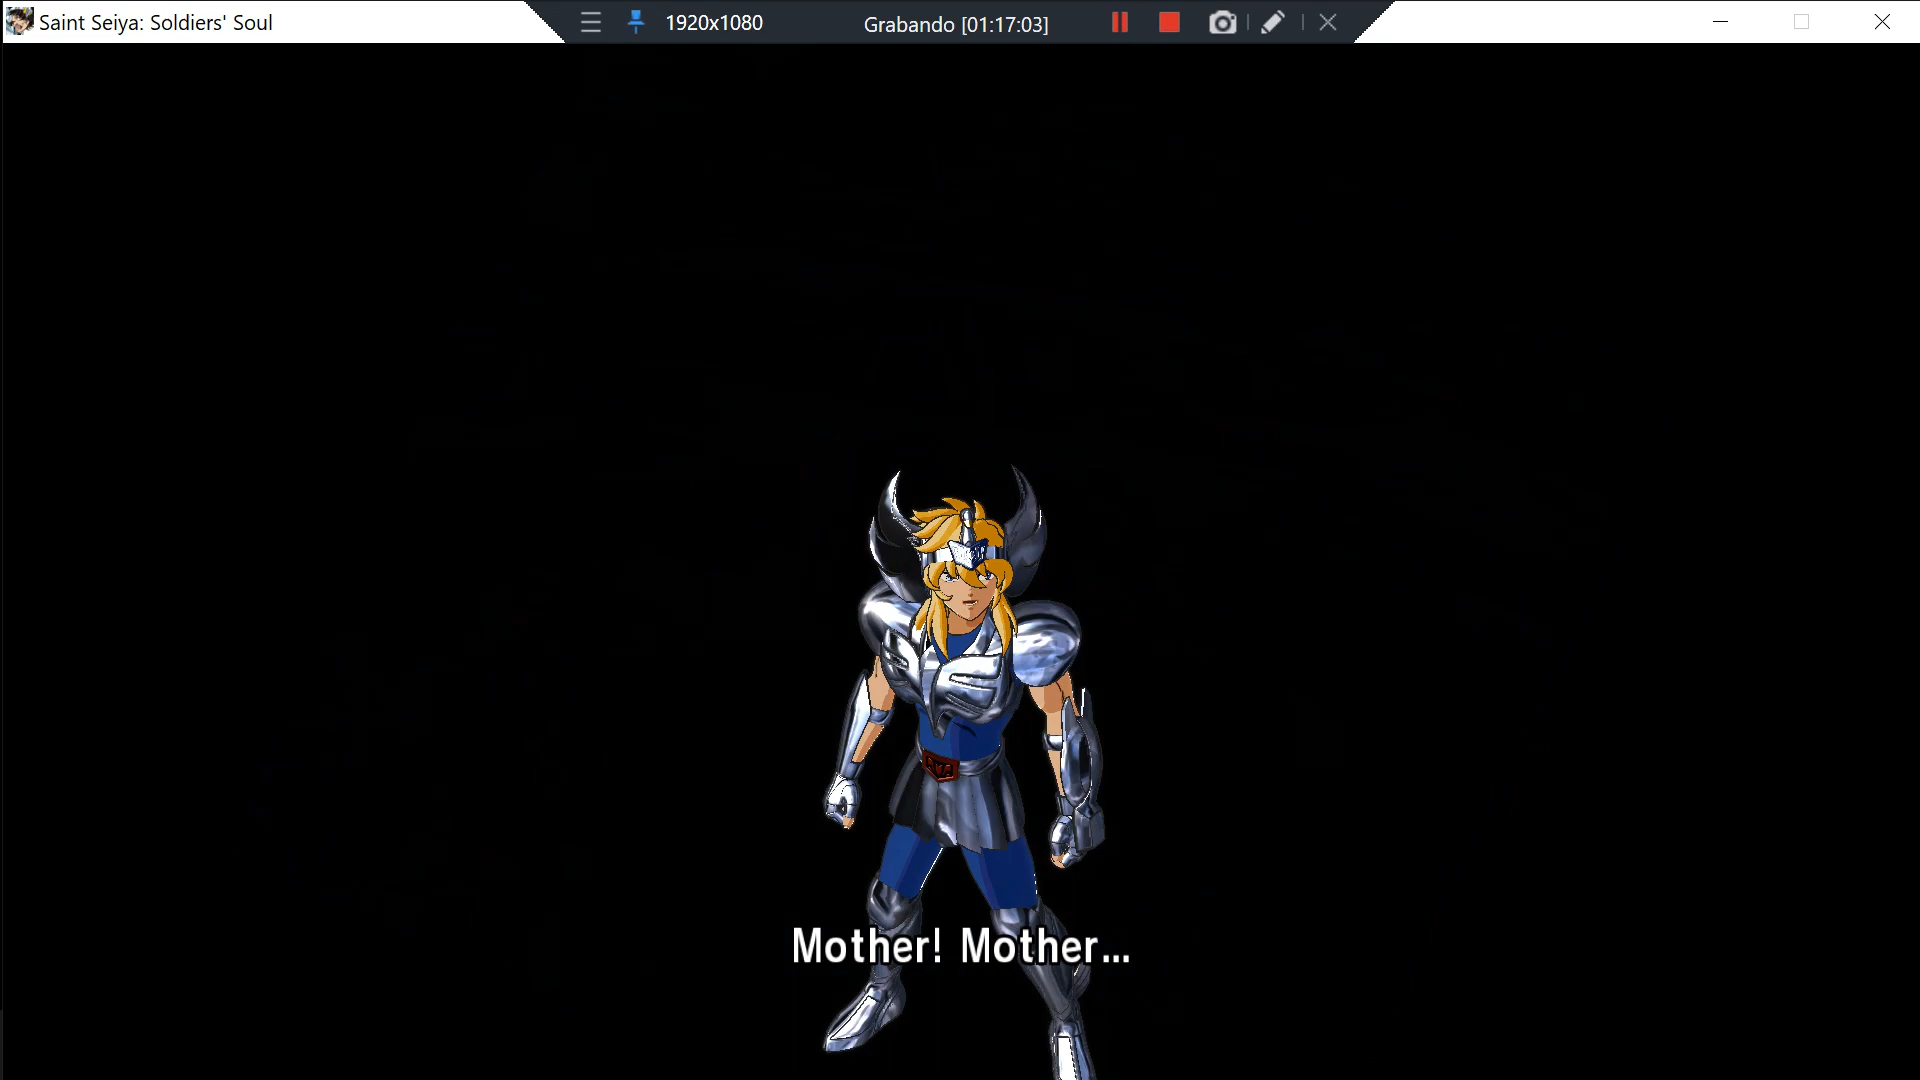 Saint Seiya: Soldiers' Soul
1920x1080
Grabando [01:17:03]
Mother! Mother...